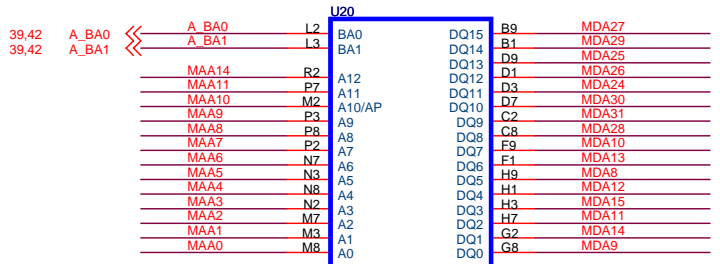 U20
39,42 A_BA0 A_BA0 L2 BA0 DQ15 B9 MDA27
39,42 A_BA1 A_BA1 L3 BA1 DQ14 B1 MDA29
DQ13 D9 MDA25
MAA14 R2 A12 DQ12 D1 MDA26
MAA11 P7 A11 DQ11 D3 MDA24
MAA10 M2 A10/AP DQ10 D7 MDA30
MAA9 P3 A9 DQ9 C2 MDA31
MAA8 P8 A8 DQ8 C8 MDA28
MAA7 P2 A7 DQ7 F9 MDA10
MAA6 N7 A6 DQ6 F1 MDA13
MAA5 N3 A5 DQ5 H9 MDA8
MAA4 N8 A4 DQ4 H1 MDA12
MAA3 N2 A3 DQ3 H3 MDA15
MAA2 M7 A2 DQ2 H7 MDA11
MAA1 M3 A1 DQ1 G2 MDA14
MAA0 M8 A0 DQ0 G8 MDA9